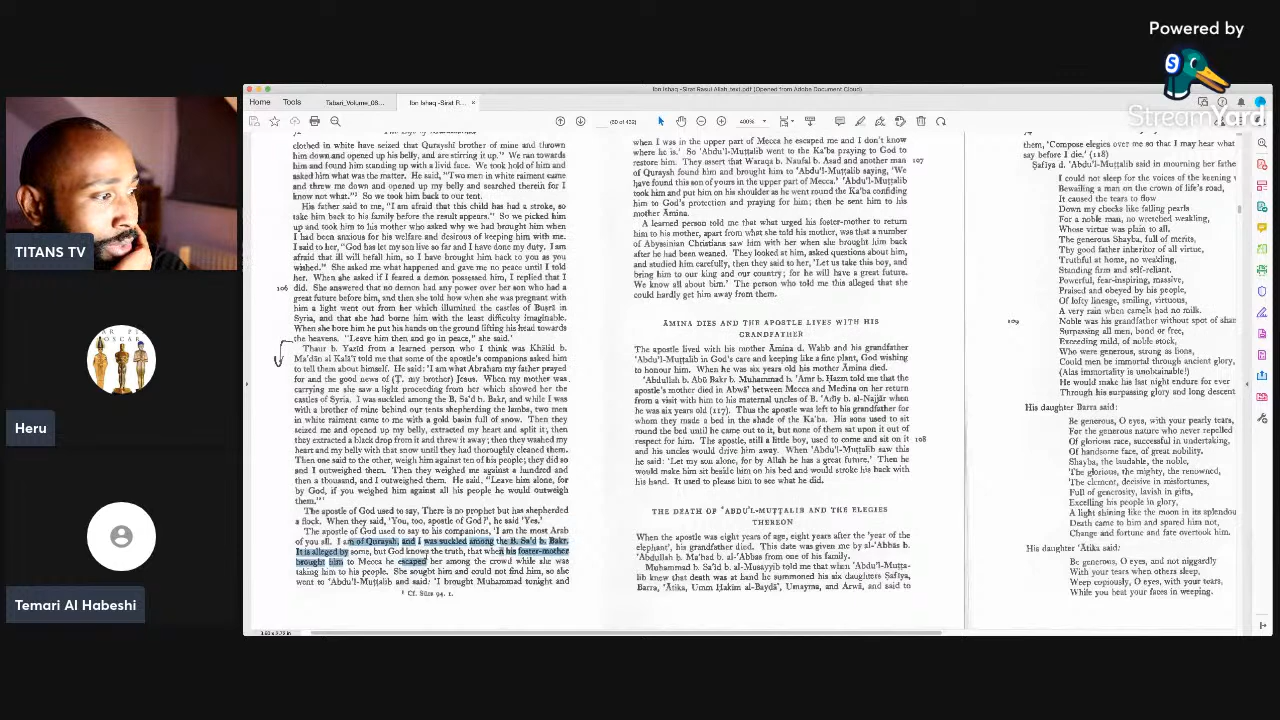 Powered by
StreamYard
TITANS TV
Heru
Temari Al Habeshi
Ibn Ishaq -Sirat Rasul Allah_text.pdf (Opened from Adobe Document Cloud)
Home Tools Tabari_Volume_06... Ibn Ishaq -Sirat R... ×
(60 of 432) 400%
clothed in white have seized that Qurayshī brother of mine and thrown
him down and opened up his belly, and are stirring it up." We ran towards
him and found him standing up with a livid face. We took hold of him and
asked him what was the matter. He said, "Two men in white raiment came
and threw me down and opened up my belly and searched therein for I
know not what." So we took him back to our tent.
His father said to me, "I am afraid that this child has had a stroke, so
take him back to his family before the result appears." So we picked him
up and took him to his mother who asked why we had brought him when
I had been anxious for his welfare and desirous of keeping him with me.
I said to her, "God has let my son live so far and I have done my duty. I am
afraid that ill will befall him, so I have brought him back to you as you
wished." She asked me what happened and gave me no peace until I told
her. When she asked if I feared a demon possessed him, I replied that I
106 did. She answered that no demon had any power over her son who had a
great future before him, and then she told how when she was pregnant with
him a light went out from her which illumined the castles of Buṣrā in
Syria, and that she had borne him with the least difficulty imaginable.
When she bore him he put his hands on the ground lifting his head towards
the heavens. "Leave him then, and go in peace," she said.'
Thaur b. Yazīd from a learned person who I think was Khālid b.
Ma'dān al Kalā'ī told me that some of the apostle's companions asked him
to tell them about himself. He said: 'I am what Abraham my father prayed
for and the good news of (T. my brother) Jesus. When my mother was
carrying me she saw a light proceeding from her which showed her the
castles of Syria. I was suckled among the B. Sa'd b. Bakr, and while I was
with a brother of mine behind our tents shepherding the lambs, two men
in white raiment came to me with a gold basin full of snow. Then they
seized me and opened up my belly, extracted my heart and split it; then
they extracted a black drop from it and threw it away; then they washed my
heart and my belly with that snow until they had thoroughly cleaned them.
Then one said to the other, weigh him against ten of his people; they did so
and I outweighed them. Then they weighed me against a hundred and
then a thousand, and I outweighed them. He said, "Leave him alone, for
by God, if you weighed him against all his people he would outweigh
them."'
The apostle of God used to say, There is no prophet but has shepherded
a flock. When they said, 'You, too, apostle of God?', he said 'Yes.'
The apostle of God used to say to his companions, 'I am the most Arab
of you all. I am of Quraysh, and I was suckled among the B. Sa'd b. Bakr.
It is alleged by some, but God knows the truth, that when his foster-mother
brought him to Mecca he escaped her among the crowd while she was
taking him to his people. She sought him and could not find him, so she
went to 'Abdu'l-Muṭṭalib and said: 'I brought Muhammad tonight and
¹ Cf. Sūra 94. 1.
when I was in the upper part of Mecca he escaped me and I don't know
where he is.' So 'Abdu'l-Muṭṭalib went to the Ka'ba praying to God to
restore him. They assert that Waraqa b. Naufal b. Asad and another man 107
of Quraysh found him and brought him to 'Abdu'l-Muṭṭalib saying, 'We
have found this son of yours in the upper part of Mecca.' 'Abdu'l-Muṭṭalib
took him and put him on his shoulder as he went round the Ka'ba confiding
him to God's protection and praying for him; then he sent him to his
mother Āmina.
A learned person told me that what urged his foster-mother to return
him to his mother, apart from what she told his mother, was that a number
of Abyssinian Christians saw him with her when she brought him back
after he had been weaned. They looked at him, asked questions about him,
and studied him carefully, then they said to her, 'Let us take this boy, and
bring him to our king and our country; for he will have a great future.
We know all about him.' The person who told me this alleged that she
could hardly get him away from them.
ĀMINA DIES AND THE APOSTLE LIVES WITH HIS
GRANDFATHER
The apostle lived with his mother Āmina d. Wahb and his grandfather
'Abdu'l-Muṭṭalib in God's care and keeping like a fine plant, God wishing
to honour him. When he was six years old his mother Āmina died.
'Abdullah b. Abū Bakr b. Muhammad b. 'Amr b. Ḥazm told me that the
apostle's mother died in Abwā' between Mecca and Medina on her return
from a visit with him to his maternal uncles of B. 'Adīy b. al-Najjār when
he was six years old (117). Thus the apostle was left to his grandfather for
whom they made a bed in the shade of the Ka'ba. His sons used to sit
round the bed until he came out to it, but none of them sat upon it out of
respect for him. The apostle, still a little boy, used to come and sit on it 108
and his uncles would drive him away. When 'Abdu'l-Muṭṭalib saw this
he said: 'Let my son alone, for by Allah he has a great future.' Then he
would make him sit beside him on his bed and would stroke his back with
his hand. It used to please him to see what he did.
THE DEATH OF 'ABDU'L-MUṬṬALIB AND THE ELEGIES
THEREON
When the apostle was eight years of age, eight years after the 'year of the
elephant', his grandfather died. This date was given me by al-'Abbas b.
'Abdullah b. Ma'bad b. al-'Abbas from one of his family.
Muhammad b. Sa'īd b. al-Musayyib told me that when 'Abdu'l-Muṭṭa-
lib knew that death was at hand he summoned his six daughters Ṣafīya,
Barra, 'Ātika, Umm Ḥakīm al-Bayḍā', Umayma, and Arwā, and said to
them, 'Compose elegies over me so that I may hear what
say before I die.' (118)
Ṣafīya d. 'Abdu'l-Muṭṭalib said in mourning her fathe
I could not sleep for the voices of the keening w
Bewailing a man on the crown of life's road,
It caused the tears to flow
Down my cheeks like falling pearls
For a noble man, no wretched weakling,
Whose virtue was plain to all.
The generous Shayba, full of merits,
Thy good father inheritor of all virtue,
Truthful at home, no weakling,
Standing firm and self-reliant.
Powerful, fear-inspiring, massive,
Praised and obeyed by his people,
Of lofty lineage, smiling, virtuous,
A very rain when camels had no milk.
109 Noble was his grandfather without spot of shar
Surpassing all men, bond or free,
Exceeding mild, of noble stock,
Who were generous, strong as lions,
Could men be immortal through ancient glory,
(Alas immortality is unobtainable!)
He would make his last night endure for ever
Through his surpassing glory and long descent
His daughter Barra said:
Be generous, O eyes, with your pearly tears,
For the generous nature who never repelled
Of glorious race, successful in undertaking,
Of handsome face, of great nobility.
Shayba, the laudable, the noble,
The glorious, the mighty, the renowned,
The clement, decisive in misfortunes,
Full of generosity, lavish in gifts,
Excelling his people in glory,
A light shining like the moon in its splendou
Death came to him and spared him not,
Change and fortune and fate overtook him.
His daughter 'Ātika said:
Be generous, O eyes, and not niggardly
With your tears when others sleep,
Weep copiously, O eyes, with your tears,
While you beat your faces in weeping.